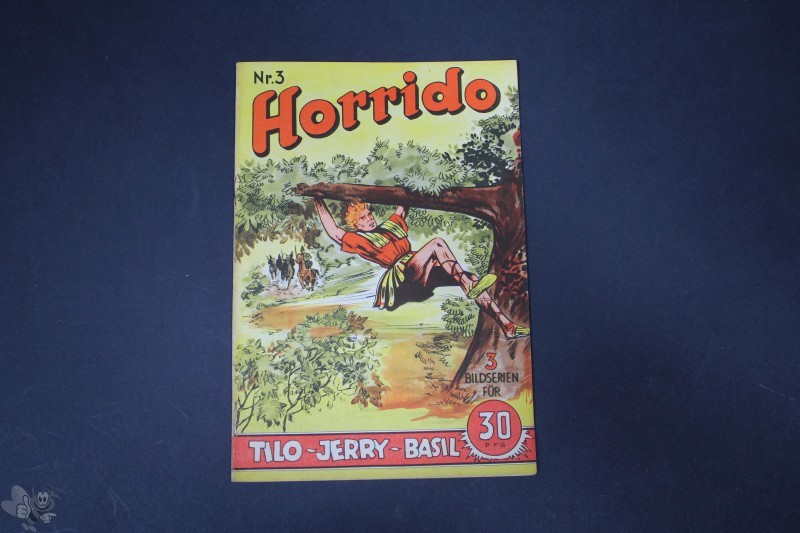 Nr.3
Horrido
3
BILDSERIEN
FÜR
30
PFG
TILO - JERRY - BASIL